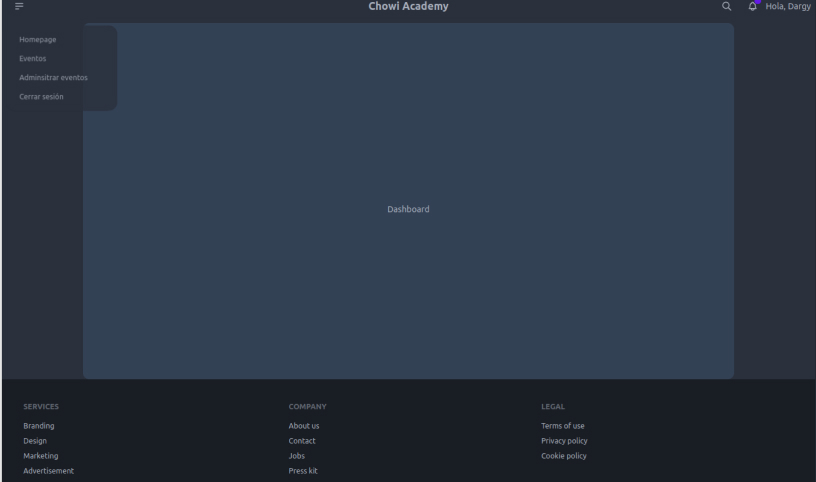 Chowi Academy
Hola, Dargy
Homepage
Eventos
Adminsitrar eventos
Cerrar sesión
Dashboard
SERVICES
Branding
Design
Marketing
Advertisement
COMPANY
About us
Contact
Jobs
Press kit
LEGAL
Terms of use
Privacy policy
Cookie policy